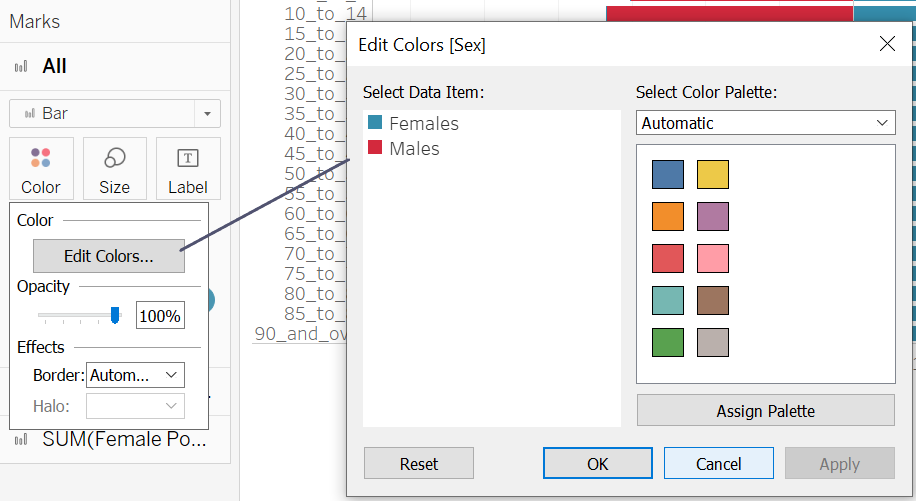 Marks
All
Bar
Color
Size
Label
Color
Edit Colors...
Opacity
100%
Effects
Border: Autom...
Halo:
SUM(Female Po...
10_to_14
15_to_
20_to_
25_to_
30_to_
35_to_
40_to_
45_to_
50_to_
55_to_
60_to_
65_to_
70_to_
75_to_
80_to_
85_to_
90_and_ov
Edit Colors [Sex]
Select Data Item:
Females
Males
Select Color Palette:
Automatic
Assign Palette
Reset
OK
Cancel
Apply